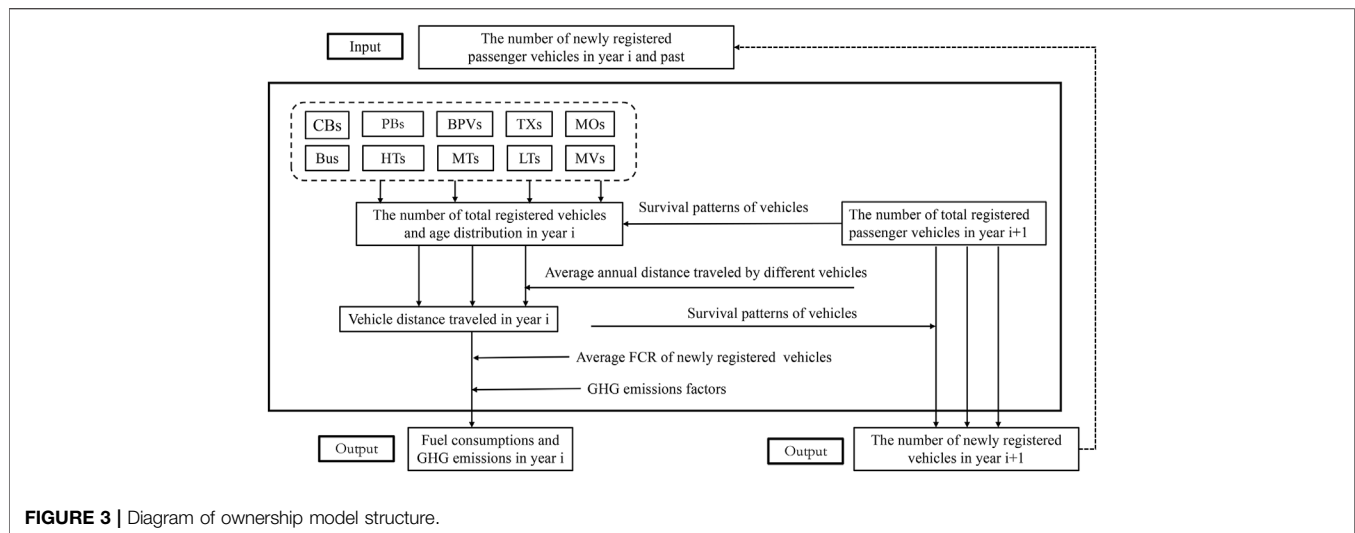 Input
The number of newly registered
passenger vehicles in year i and past
CBs
PBs
BPVs
TXs
MOs
Bus
HTs
MTs
LTs
MVs
Survival patterns of vehicles
The number of total registered vehicles
and age distribution in year i
The number of total registered
passenger vehicles in year i+1
Average annual distance traveled by different vehicles
Vehicle distance traveled in year i
Survival patterns of vehicles
Average FCR of newly registered vehicles
GHG emissions factors
Output
Fuel consumptions and
GHG emissions in year i
Output
The number of newly registered
vehicles in year i+1
FIGURE 3 | Diagram of ownership model structure.